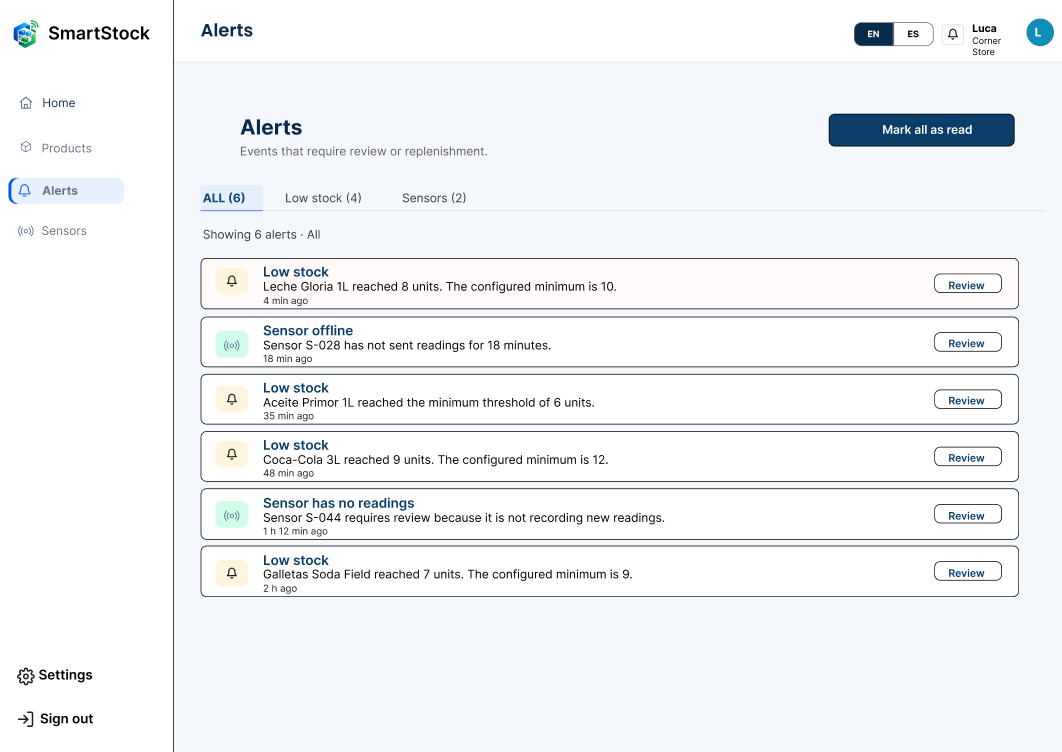 SmartStock
Alerts
EN
ES
Luca
Corner
Store
L
Home
Products
Alerts
Sensors
Alerts
Events that require review or replenishment.
Mark all as read
ALL (6)
Low stock (4)
Sensors (2)
Showing 6 alerts · All
Low stock
Leche Gloria 1L reached 8 units. The configured minimum is 10.
4 min ago
Review
Sensor offline
Sensor S-028 has not sent readings for 18 minutes.
18 min ago
Review
Low stock
Aceite Primor 1L reached the minimum threshold of 6 units.
35 min ago
Review
Low stock
Coca-Cola 3L reached 9 units. The configured minimum is 12.
48 min ago
Review
Sensor has no readings
Sensor S-044 requires review because it is not recording new readings.
1 h 12 min ago
Review
Low stock
Galletas Soda Field reached 7 units. The configured minimum is 9.
2 h ago
Review
Settings
Sign out